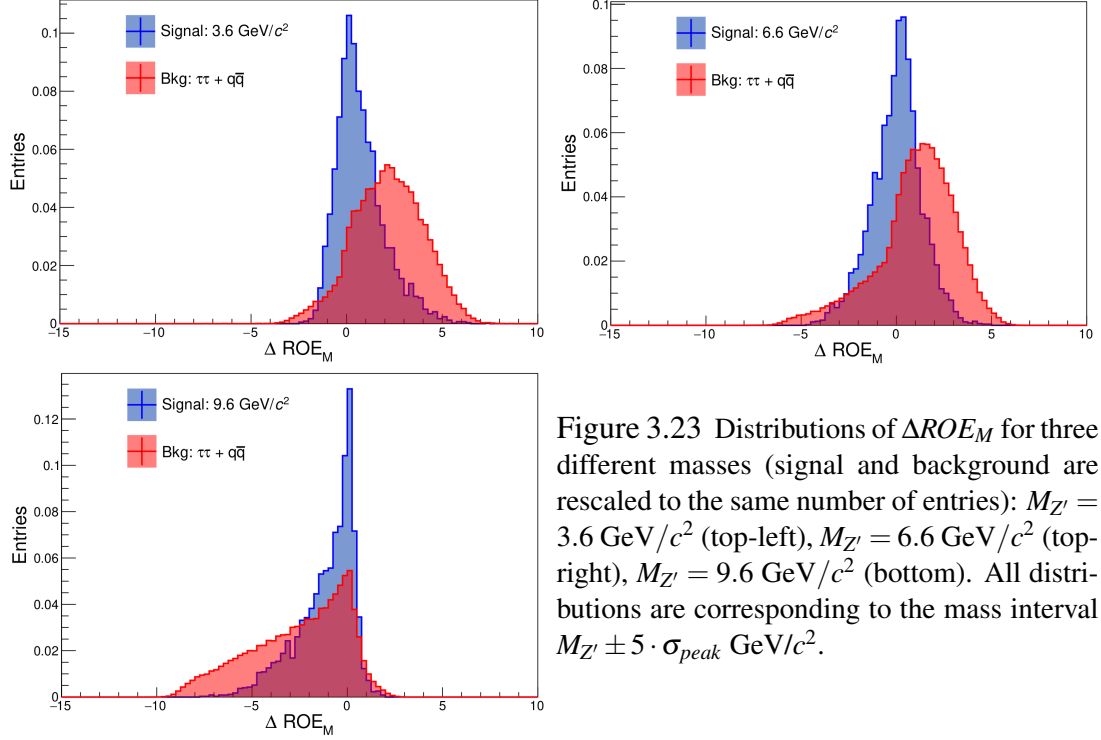 Signal: 3.6 GeV/c²
Bkg: ττ + qq̅
Entries
0.1
0.08
0.06
0.04
0.02
0
−15
−10
−5
0
5
10
Δ ROE_M
Signal: 6.6 GeV/c²
Bkg: ττ + qq̅
Entries
0.1
0.08
0.06
0.04
0.02
0
−15
−10
−5
0
5
10
Δ ROE_M
Signal: 9.6 GeV/c²
Bkg: ττ + qq̅
Entries
0.12
0.1
0.08
0.06
0.04
0.02
0
−15
−10
−5
0
5
10
Δ ROE_M
Figure 3.23 Distributions of ΔROE_M for three
different masses (signal and background are
rescaled to the same number of entries): M_Z′ =
3.6 GeV/c² (top-left), M_Z′ = 6.6 GeV/c² (top-
right), M_Z′ = 9.6 GeV/c² (bottom). All distri-
butions are corresponding to the mass interval
M_Z′ ± 5 · σ_peak GeV/c².